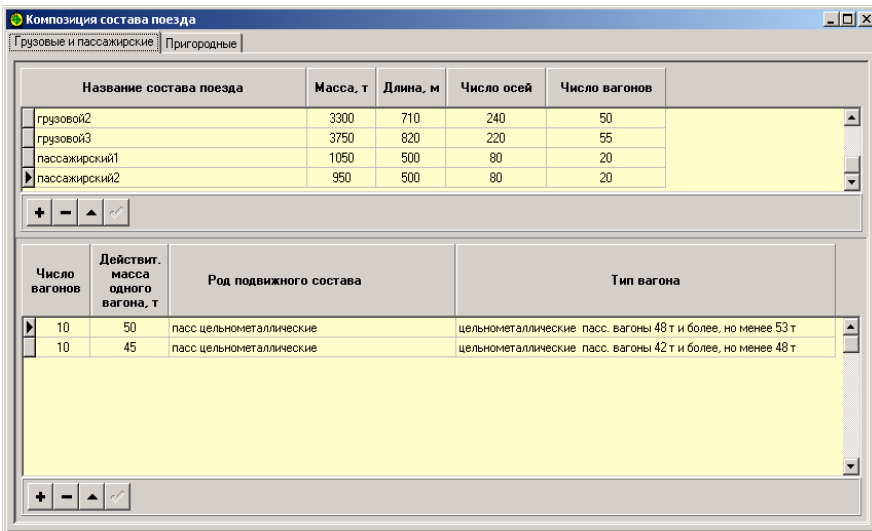 Композиция состава поезда
Грузовые и пассажирские Пригородные
Название состава поезда Масса, т Длина, м Число осей Число вагонов
грузовой2 3300 710 240 50
грузовой3 3750 820 220 55
пассажирский1 1050 500 80 20
пассажирский2 950 500 80 20
Число вагонов Действит. масса одного вагона, т Род подвижного состава Тип вагона
10 50 пасс цельнометаллические цельнометаллические пасс. вагоны 48 т и более, но менее 53 т
10 45 пасс цельнометаллические цельнометаллические пасс. вагоны 42 т и более, но менее 48 т